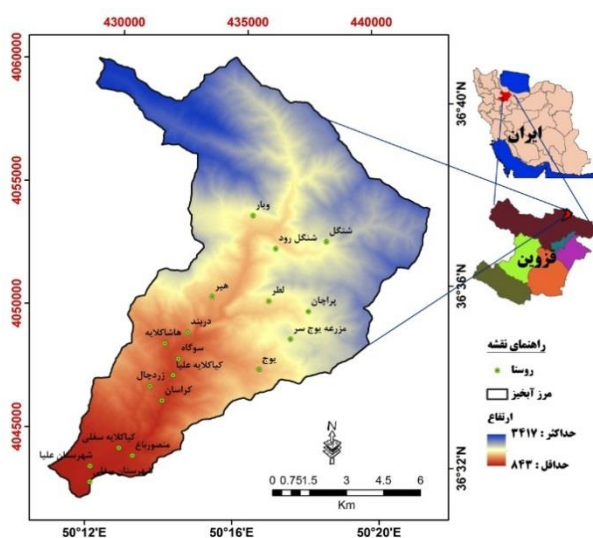 430000
435000
440000
4060000
4055000
4050000
4045000
36°40'N
36°36'N
36°32'N
50°12'E
50°16'E
50°20'E
ویار
شنگل
شنگل رود
هیر
لطر
پراچان
دربند
هاشاکلایه
مزرعه یوج سر
سوگاه
کیاکلایه علیا
یوج
زردچال
کراسان
کیاکلایه سفلی
منصورباغ
شهرستان علیا
شهرستان سفلی
N
0 0.75 1.5 3 4.5 6
Km
ایران
قزوین
راهنمای نقشه
روستا
مرز آبخیز
ارتفاع
حداکثر : ۳۴۱۷
حداقل : ۸۴۳